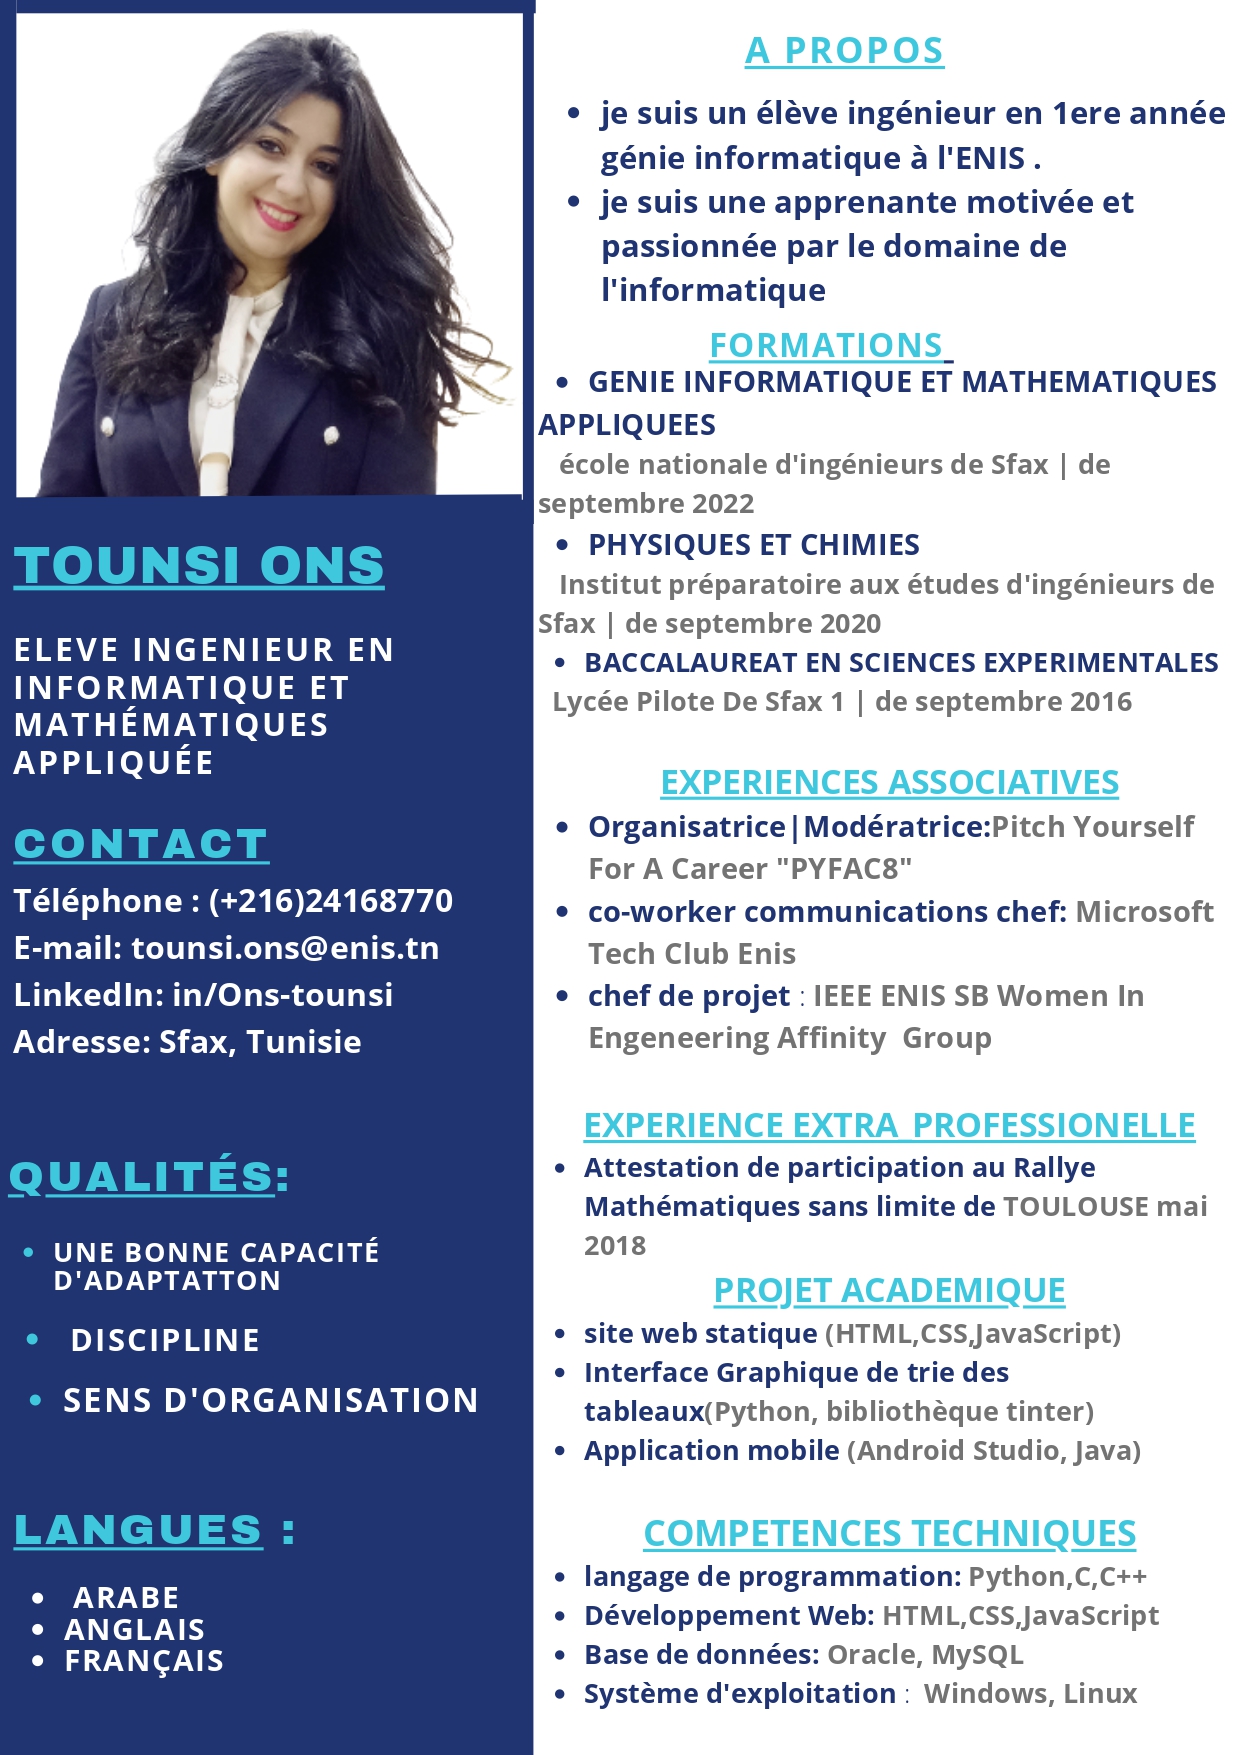 TOUNSI ONS
ELEVE INGENIEUR EN
INFORMATIQUE ET
MATHÉMATIQUES
APPLIQUÉE
CONTACT
Téléphone : (+216)24168770
E-mail: tounsi.ons@enis.tn
LinkedIn: in/Ons-tounsi
Adresse: Sfax, Tunisie
QUALITÉS:
• UNE BONNE CAPACITÉ
D'ADAPTATTON
• DISCIPLINE
• SENS D'ORGANISATION
LANGUES :
• ARABE
• ANGLAIS
• FRANÇAIS
A PROPOS
• je suis un élève ingénieur en 1ere année
génie informatique à l'ENIS .
• je suis une apprenante motivée et
passionnée par le domaine de
l'informatique
FORMATIONS
• GENIE INFORMATIQUE ET MATHEMATIQUES
APPLIQUEES
école nationale d'ingénieurs de Sfax | de
septembre 2022
• PHYSIQUES ET CHIMIES
Institut préparatoire aux études d'ingénieurs de
Sfax | de septembre 2020
• BACCALAUREAT EN SCIENCES EXPERIMENTALES
Lycée Pilote De Sfax 1 | de septembre 2016
EXPERIENCES ASSOCIATIVES
• Organisatrice|Modératrice:Pitch Yourself
For A Career "PYFAC8"
• co-worker communications chef: Microsoft
Tech Club Enis
• chef de projet : IEEE ENIS SB Women In
Engeneering Affinity  Group
EXPERIENCE EXTRA  PROFESSIONELLE
• Attestation de participation au Rallye
Mathématiques sans limite de TOULOUSE mai
2018
PROJET ACADEMIQUE
• site web statique (HTML,CSS,JavaScript)
• Interface Graphique de trie des
tableaux(Python, bibliothèque tinter)
• Application mobile (Android Studio, Java)
COMPETENCES TECHNIQUES
• langage de programmation: Python,C,C++
• Développement Web: HTML,CSS,JavaScript
• Base de données: Oracle, MySQL
• Système d'exploitation :  Windows, Linux